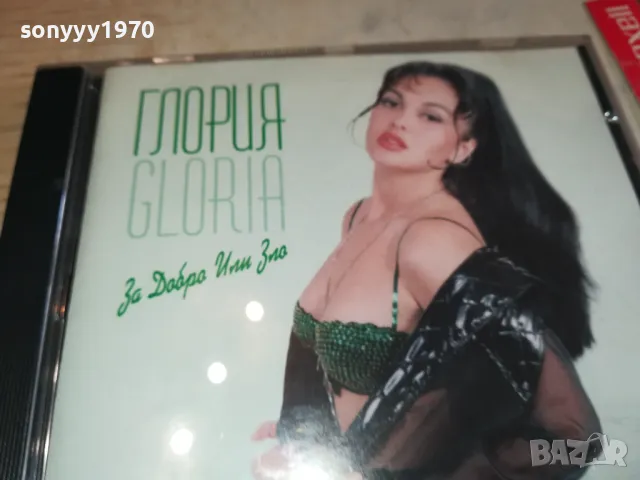 sonyyy1970
ГЛОРИЯ
GLORIA
За Добро Или Зло
BAZAR